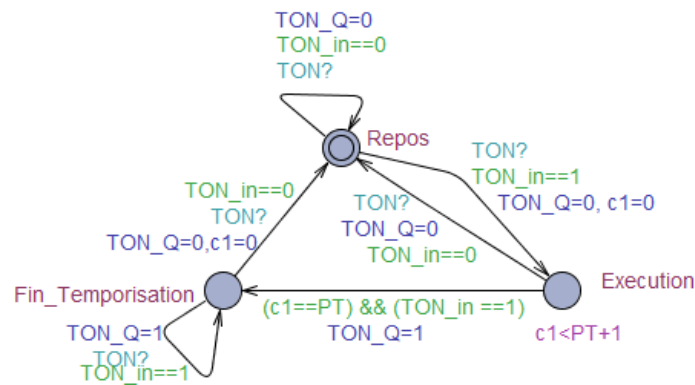 TON_Q=0
TON_in==0
TON?
Repos
TON?
TON_in==1
TON_Q=0, c1=0
TON_in==0
TON?
TON_Q=0,c1=0
TON?
TON_Q=0
TON_in==0
Fin_Temporisation
Execution
(c1==PT) && (TON_in ==1)
TON_Q=1
c1<PT+1
TON_Q=1
TON?
TON_in==1